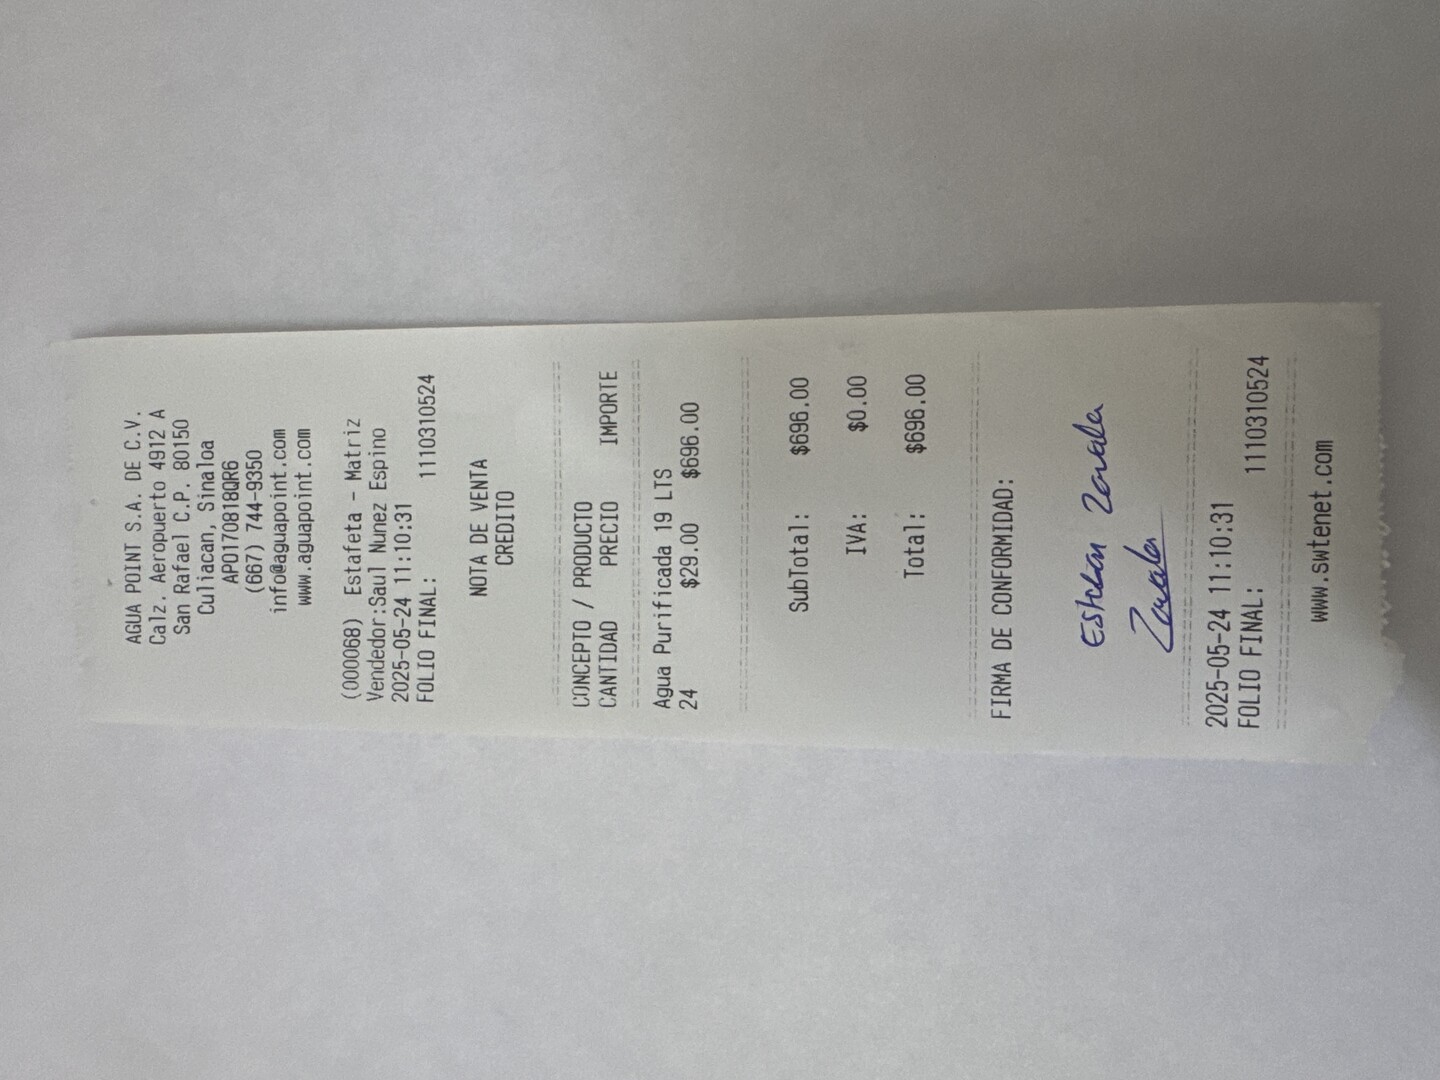 AGUA POINT S.A. DE C.V.
Calz. Aeropuerto 4912 A
San Rafael C.P. 80150
Culiacan, Sinaloa
APO170818QR6
(667) 744-9350
info@aguapoint.com
www.aguapoint.com
(000068) Estafeta - Matriz
Vendedor:Saul Nunez Espino
2025-05-24 11:10:31
FOLIO FINAL: 1110310524
NOTA DE VENTA
CREDITO
CONCEPTO / PRODUCTO
CANTIDAD PRECIO IMPORTE
Agua Purificada 19 LTS
24 $29.00 $696.00
SubTotal: $696.00
IVA: $0.00
Total: $696.00
FIRMA DE CONFORMIDAD:
Esteban Zavala
Zavala
2025-05-24 11:10:31
FOLIO FINAL: 1110310524
www.swtenet.com